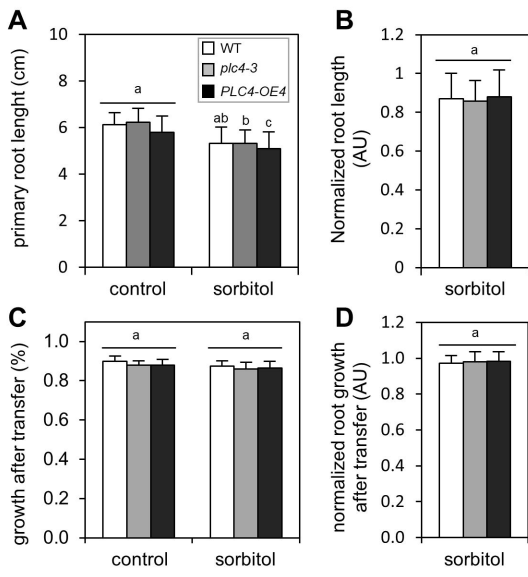 A
primary root lenght (cm)
10
8
6
4
2
0
a
WT
plc4-3
PLC4-OE4
ab b c
control sorbitol
B
Normalized root length
(AU)
1.2
1
0.8
0.6
0.4
0.2
0
a
sorbitol
C
growth after transfer (%)
1.0
0.8
0.6
0.4
0.2
0.0
a a
control sorbitol
D
normalized root growth
after transfer (AU)
1.2
1.0
0.8
0.6
0.4
0.2
0.0
a
sorbitol